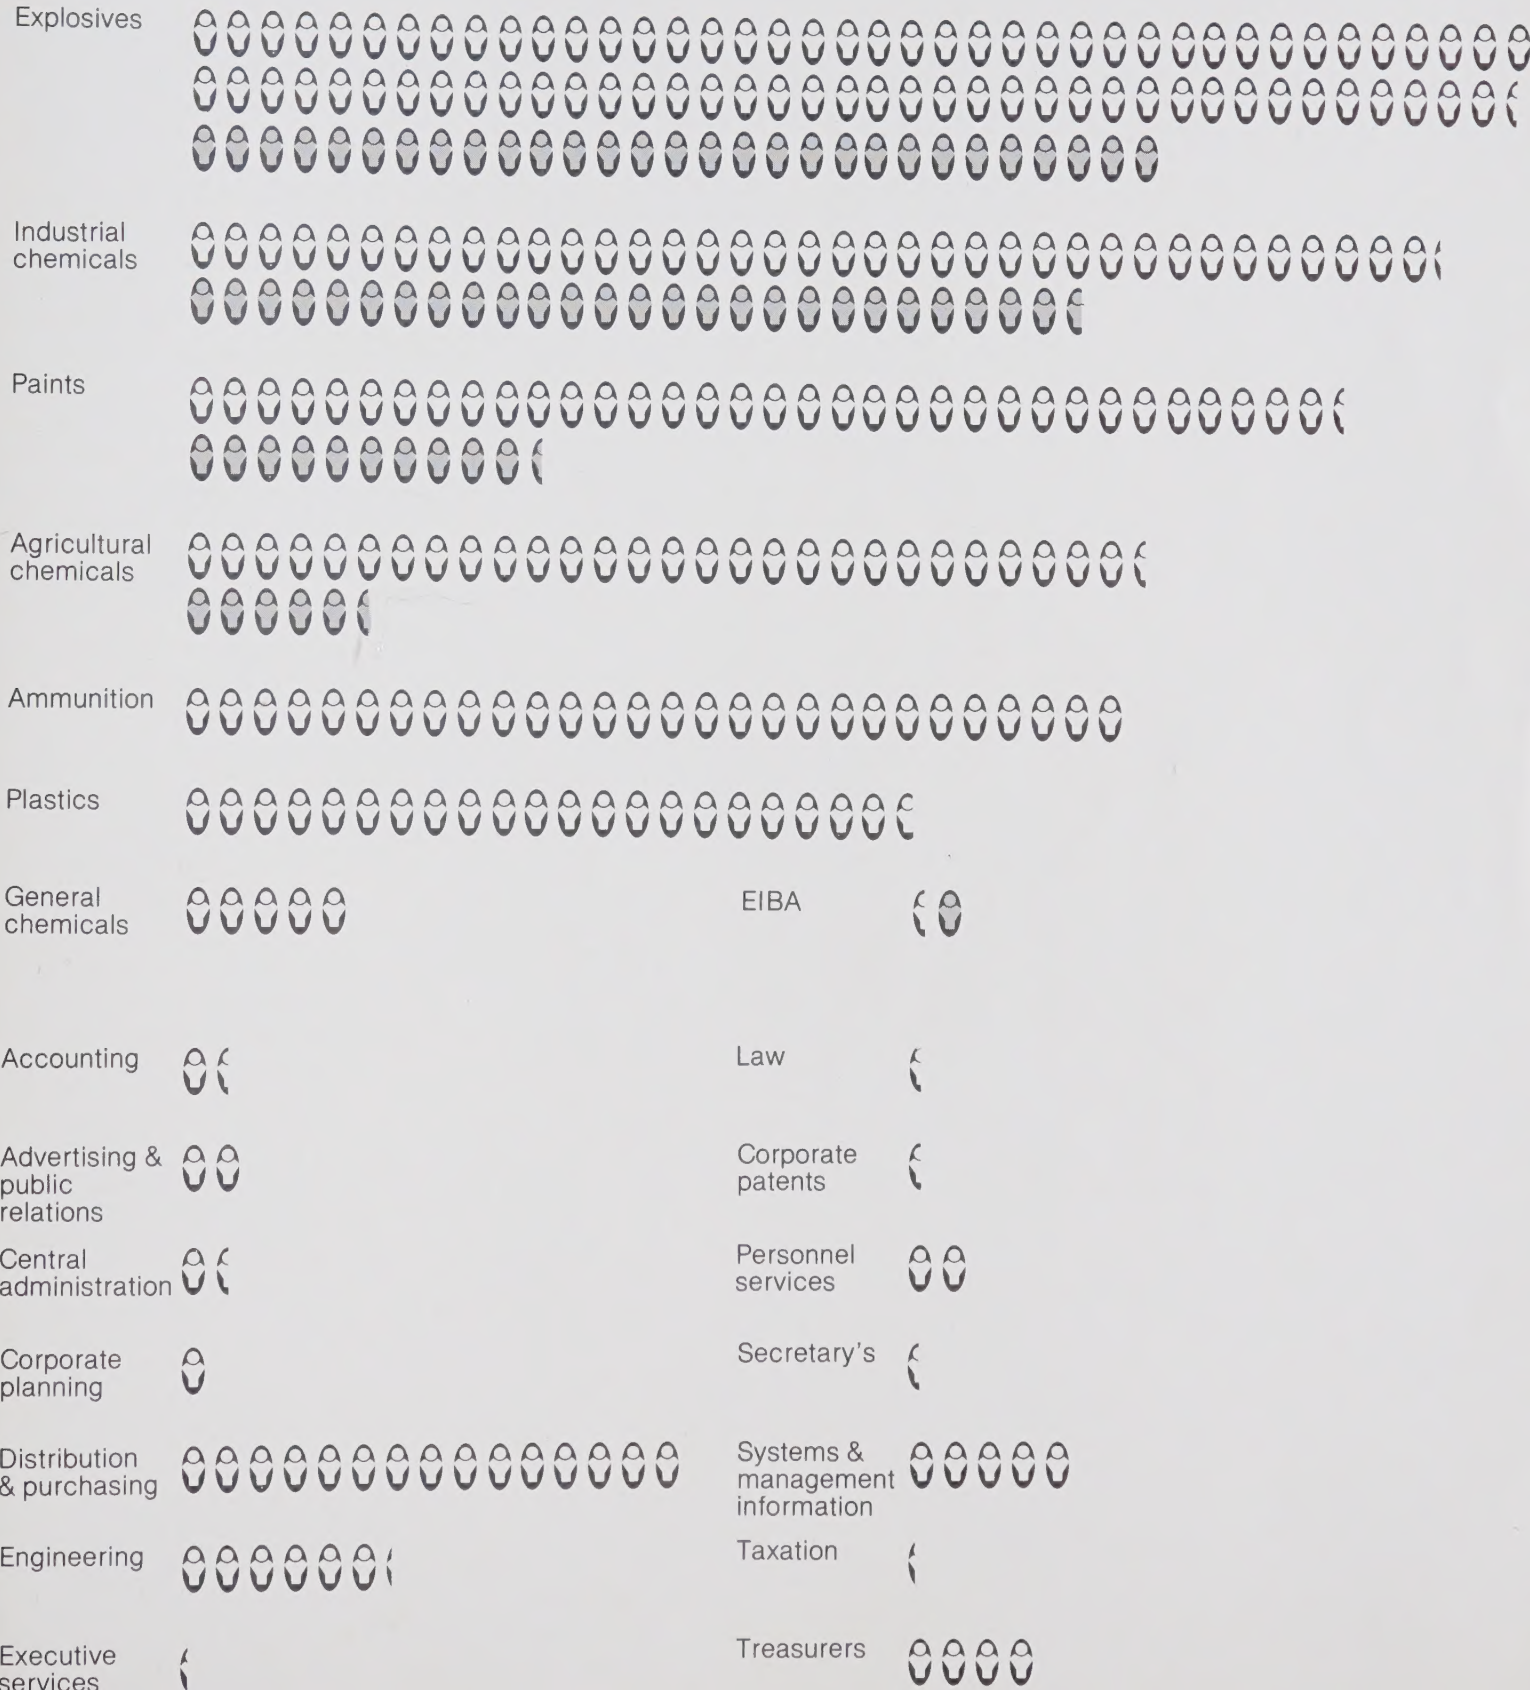 Explosives
Industrial
chemicals
Paints
Agricultural
chemicals
Ammunition
Plastics
General
chemicals
EIBA
Accounting
Law
Advertising &
public
relations
Corporate
patents
Central
administration
Personnel
services
Corporate
planning
Secretary's
Distribution
& purchasing
Systems &
management
information
Engineering
Taxation
Executive
services
Treasurers